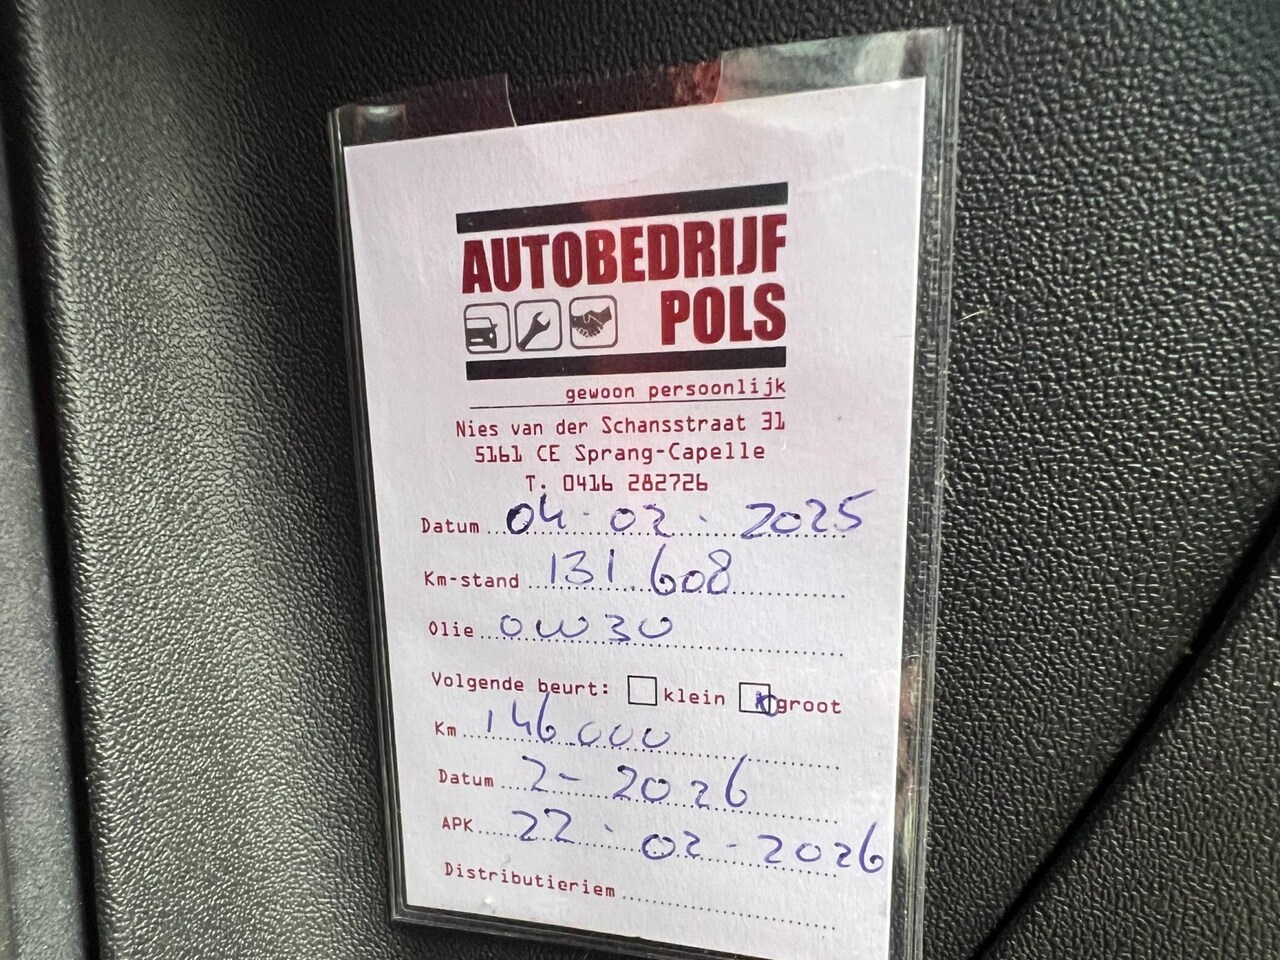 AUTOBEDRIJF
POLS
gewoon persoonlijk
Nies van der Schansstraat 31
5161 CE Sprang-Capelle
T. 0416 282726
Datum 04-02-2025
Km-stand 131.608
Olie 0W30
Volgende beurt: klein groot
Km 146.000
Datum 2-2026
APK 22-02-2026
Distributieriem